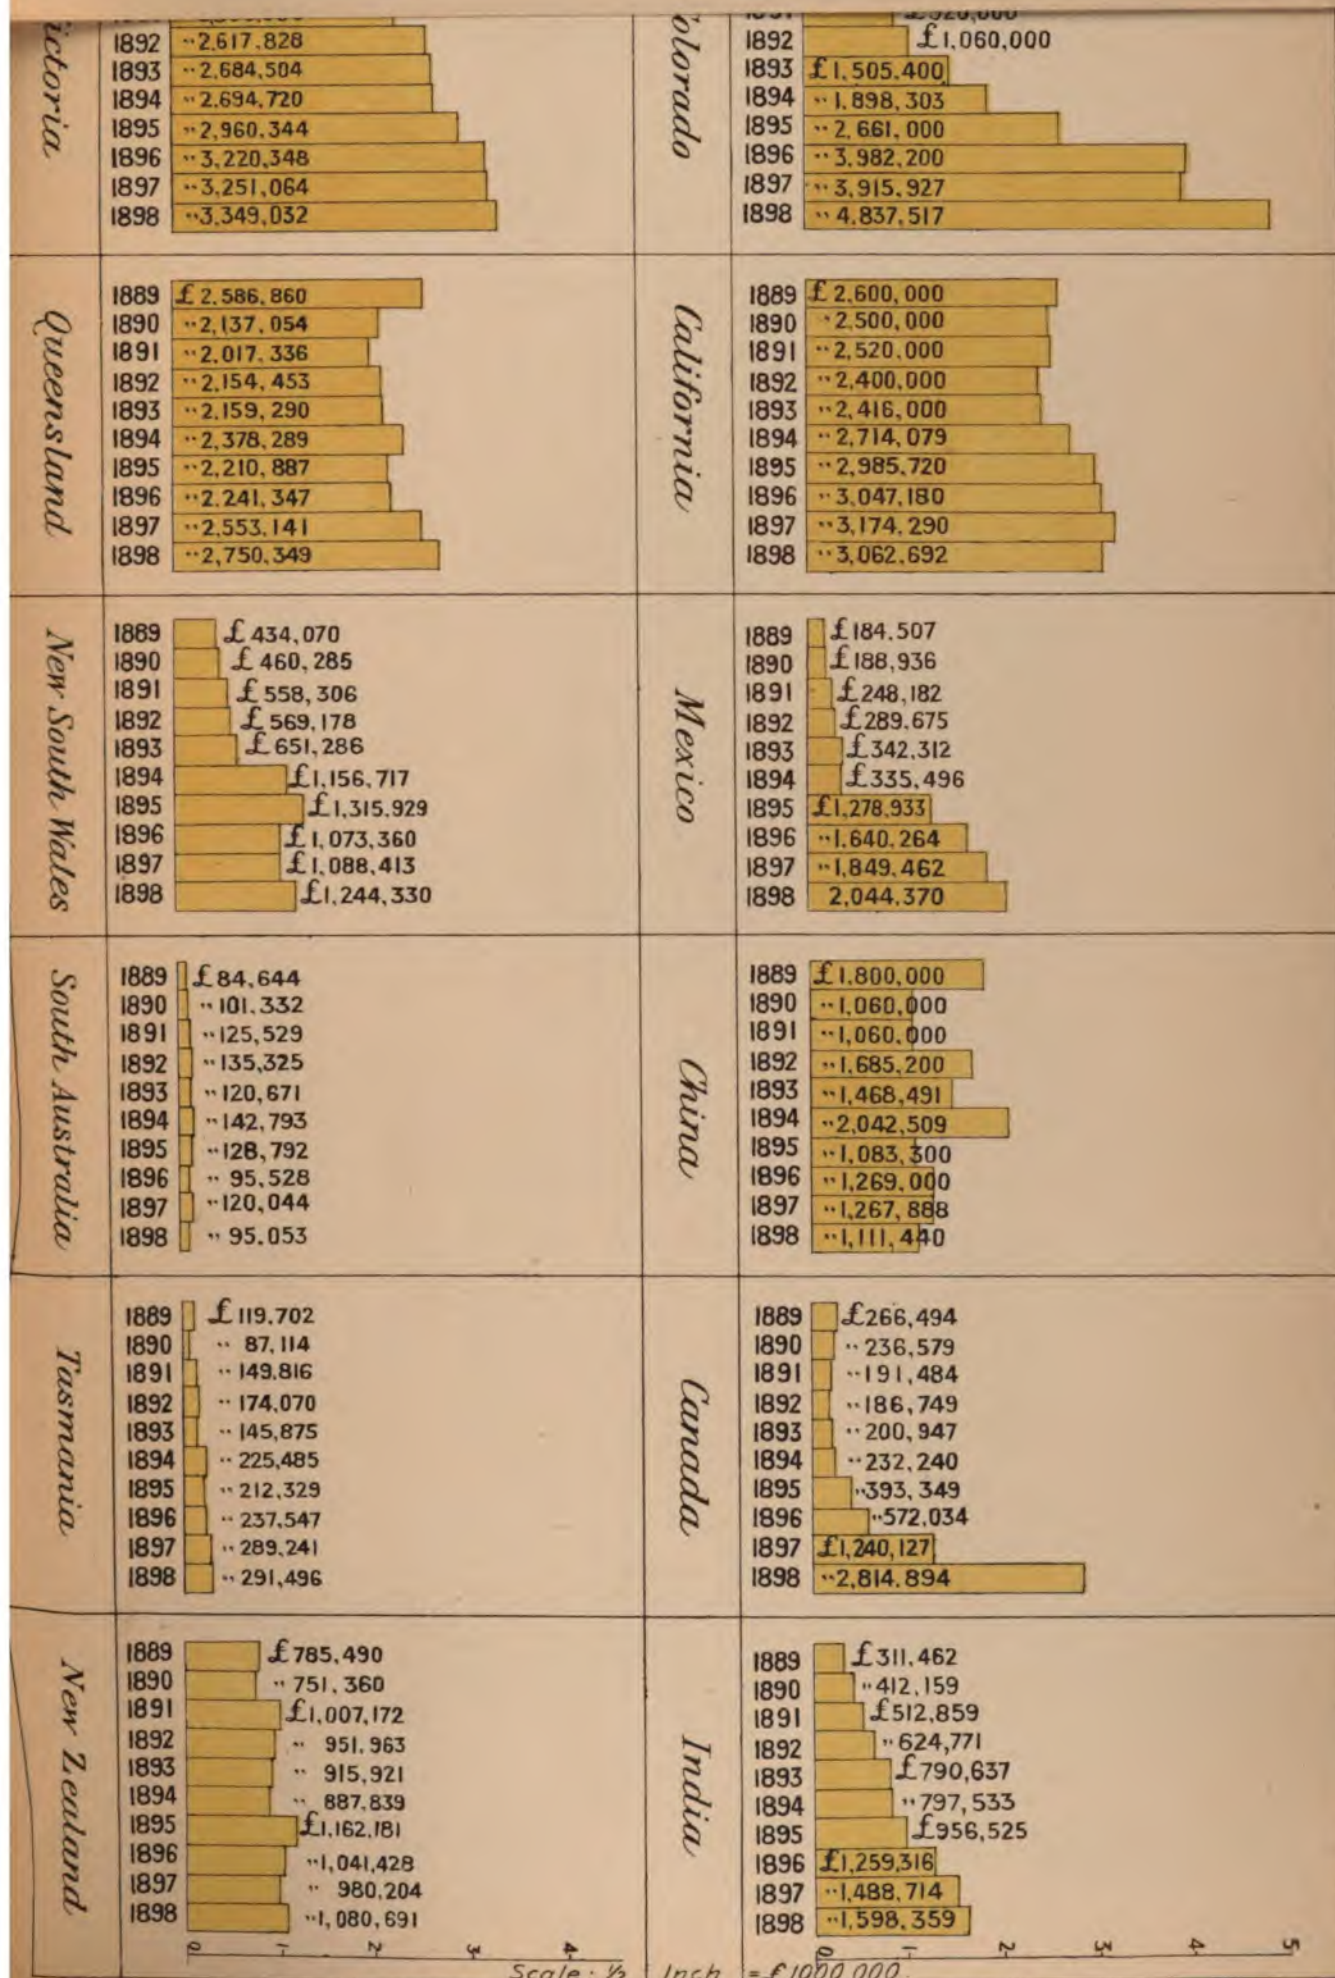 ictoria
1892 " 2,617,828
1893 " 2,684,504
1894 " 2,694,720
1895 " 2,960,344
1896 " 3,220,348
1897 " 3,251,064
1898 " 3,349,032
olorado
1892 £1,060,000
1893 £1,505,400
1894 " 1,898,303
1895 " 2,661,000
1896 " 3,982,200
1897 " 3,915,927
1898 " 4,837,517
Queensland
1889 £2,586,860
1890 " 2,137,054
1891 " 2,017,336
1892 " 2,154,453
1893 " 2,159,290
1894 " 2,378,289
1895 " 2,210,887
1896 " 2,241,347
1897 " 2,553,141
1898 " 2,750,349
California
1889 £2,600,000
1890 " 2,500,000
1891 " 2,520,000
1892 " 2,400,000
1893 " 2,416,000
1894 " 2,714,079
1895 " 2,985,720
1896 " 3,047,180
1897 " 3,174,290
1898 " 3,062,692
New South Wales
1889 £434,070
1890 £460,285
1891 £558,306
1892 £569,178
1893 £651,286
1894 £1,156,717
1895 £1,315,929
1896 £1,073,360
1897 £1,088,413
1898 £1,244,330
Mexico
1889 £184,507
1890 £188,936
1891 £248,182
1892 £289,675
1893 £342,312
1894 £335,496
1895 £1,278,933
1896 " 1,640,264
1897 " 1,849,462
1898 2,044,370
South Australia
1889 £84,644
1890 " 101,332
1891 " 125,529
1892 " 135,325
1893 " 120,671
1894 " 142,793
1895 " 128,792
1896 " 95,528
1897 " 120,044
1898 " 95,053
China
1889 £1,800,000
1890 " 1,060,000
1891 " 1,060,000
1892 " 1,685,200
1893 " 1,468,491
1894 " 2,042,509
1895 " 1,083,300
1896 " 1,269,000
1897 " 1,267,888
1898 " 1,111,440
Tasmania
1889 £119,702
1890 " 87,114
1891 " 149,816
1892 " 174,070
1893 " 145,875
1894 " 225,485
1895 " 212,329
1896 " 237,547
1897 " 289,241
1898 " 291,496
Canada
1889 £266,494
1890 " 236,579
1891 " 191,484
1892 " 186,749
1893 " 200,947
1894 " 232,240
1895 " 393,349
1896 " 572,034
1897 £1,240,127
1898 " 2,814,894
New Zealand
1889 £785,490
1890 " 751,360
1891 £1,007,172
1892 " 951,963
1893 " 915,921
1894 " 887,839
1895 £1,162,181
1896 " 1,041,428
1897 " 980,204
1898 " 1,080,691
India
1889 £311,462
1890 " 412,159
1891 £512,859
1892 " 624,771
1893 £790,637
1894 " 797,533
1895 £956,525
1896 £1,259,316
1897 " 1,488,714
1898 " 1,598,359
0 1 2 3 4
0 1 2 3 4 5
Scale · 1/2 Inch = £1000,000